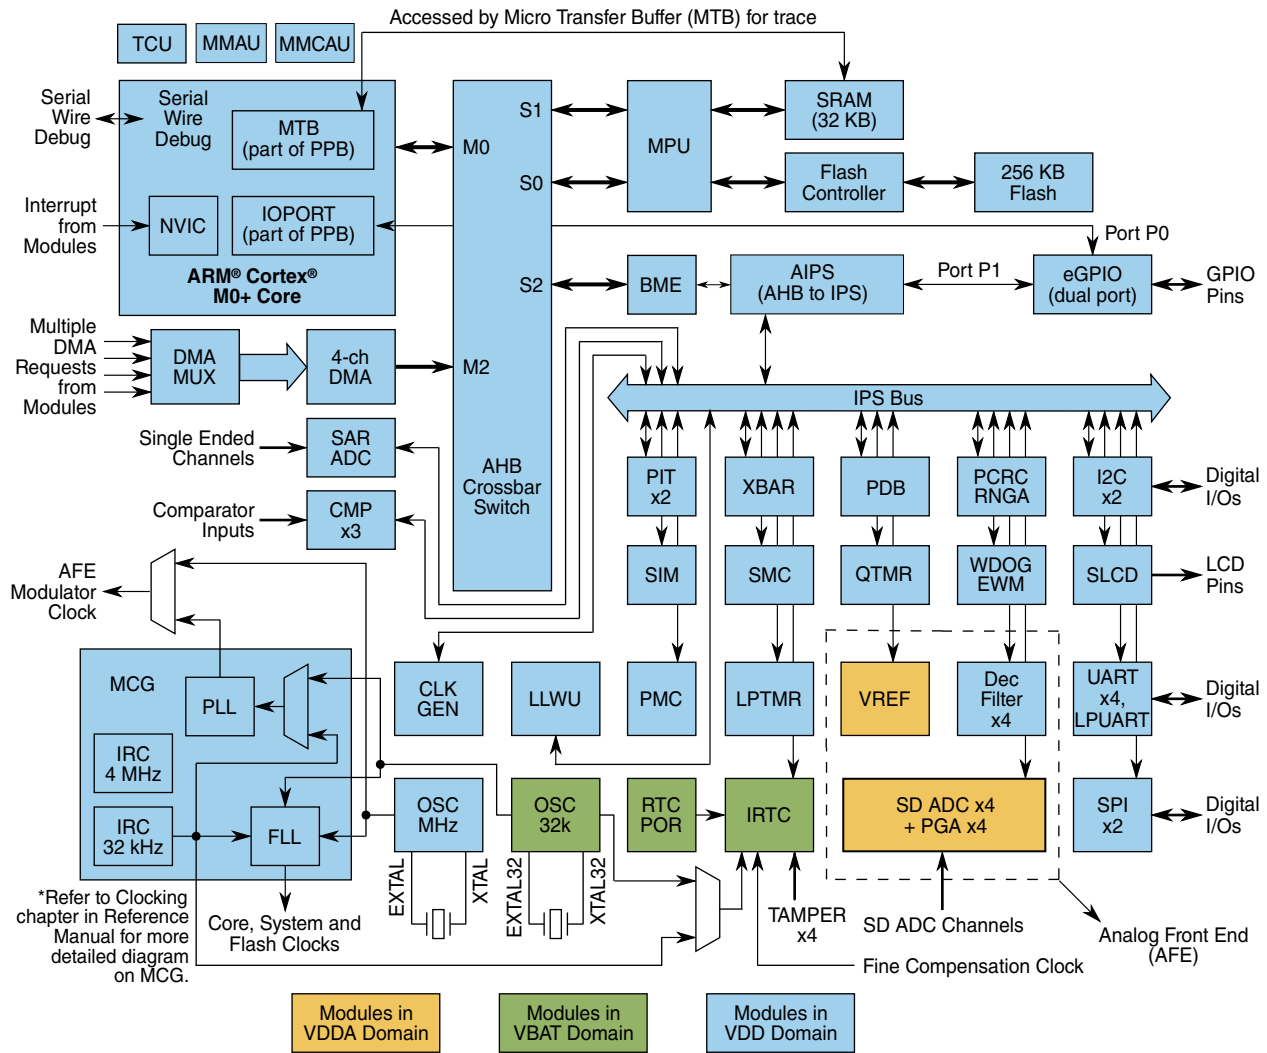 Accessed by Micro Transfer Buffer (MTB) for trace
TCU
MMAU
MMCAU
Serial
Wire
Debug
Serial
Wire
Debug
MTB
(part of PPB)
M0
S1
MPU
SRAM
(32 KB)
S0
Flash
Controller
256 KB
Flash
Interrupt
from
Modules
NVIC
IOPORT
(part of PPB)
ARM® Cortex®
M0+ Core
Port P0
S2
BME
AIPS
(AHB to IPS)
Port P1
eGPIO
(dual port)
GPIO
Pins
Multiple
DMA
Requests
from
Modules
DMA
MUX
4-ch
DMA
M2
IPS Bus
Single Ended
Channels
SAR
ADC
AHB
Crossbar
Switch
Comparator
Inputs
CMP
x3
PIT
x2
XBAR
PDB
PCRC
RNGA
I2C
x2
Digital
I/Os
AFE
Modulator
Clock
SIM
SMC
QTMR
WDOG
EWM
SLCD
LCD
Pins
MCG
PLL
CLK
GEN
LLWU
PMC
LPTMR
VREF
Dec
Filter
x4
UART
x4,
LPUART
Digital
I/Os
IRC
4 MHz
IRC
32 kHz
FLL
OSC
MHz
OSC
32k
RTC
POR
IRTC
SD ADC x4
+ PGA x4
SPI
x2
Digital
I/Os
EXTAL
XTAL
EXTAL32
XTAL32
*Refer to Clocking
chapter in Reference
Manual for more
detailed diagram
on MCG.
Core, System and
Flash Clocks
TAMPER
x4
SD ADC Channels
Analog Front End
(AFE)
Fine Compensation Clock
Modules in
VDDA Domain
Modules in
VBAT Domain
Modules in
VDD Domain